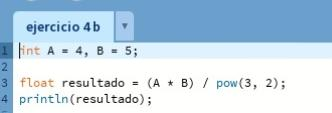 ejercicio 4b ▼
1 int A = 4, B = 5;
2
3 float resultado = (A * B) / pow(3, 2);
4 println(resultado);